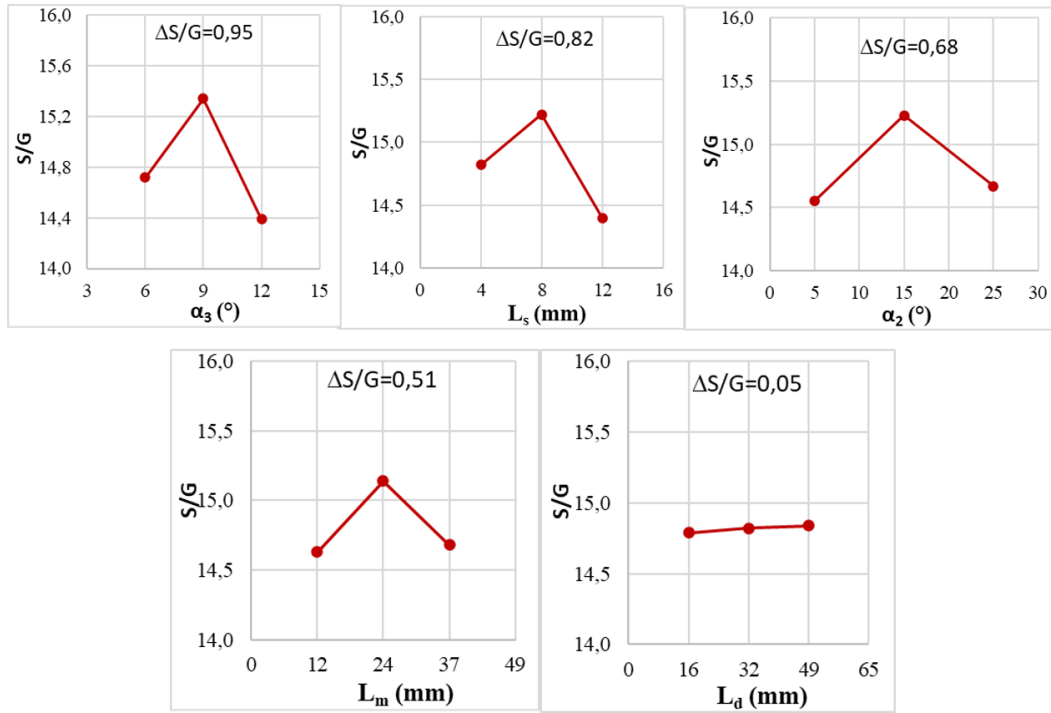 ΔS/G=0,95
S/G
16,0
15,6
15,2
14,8
14,4
14,0
3 6 9 12 15
α₃ (°)
ΔS/G=0,82
S/G
16,0
15,5
15,0
14,5
14,0
0 4 8 12 16
Lₛ (mm)
ΔS/G=0,68
S/G
16,0
15,5
15,0
14,5
14,0
0 5 10 15 20 25 30
α₂ (°)
ΔS/G=0,51
S/G
16,0
15,5
15,0
14,5
14,0
0 12 24 37 49
Lₘ (mm)
ΔS/G=0,05
S/G
16,0
15,5
15,0
14,5
14,0
0 16 32 49 65
L_d (mm)